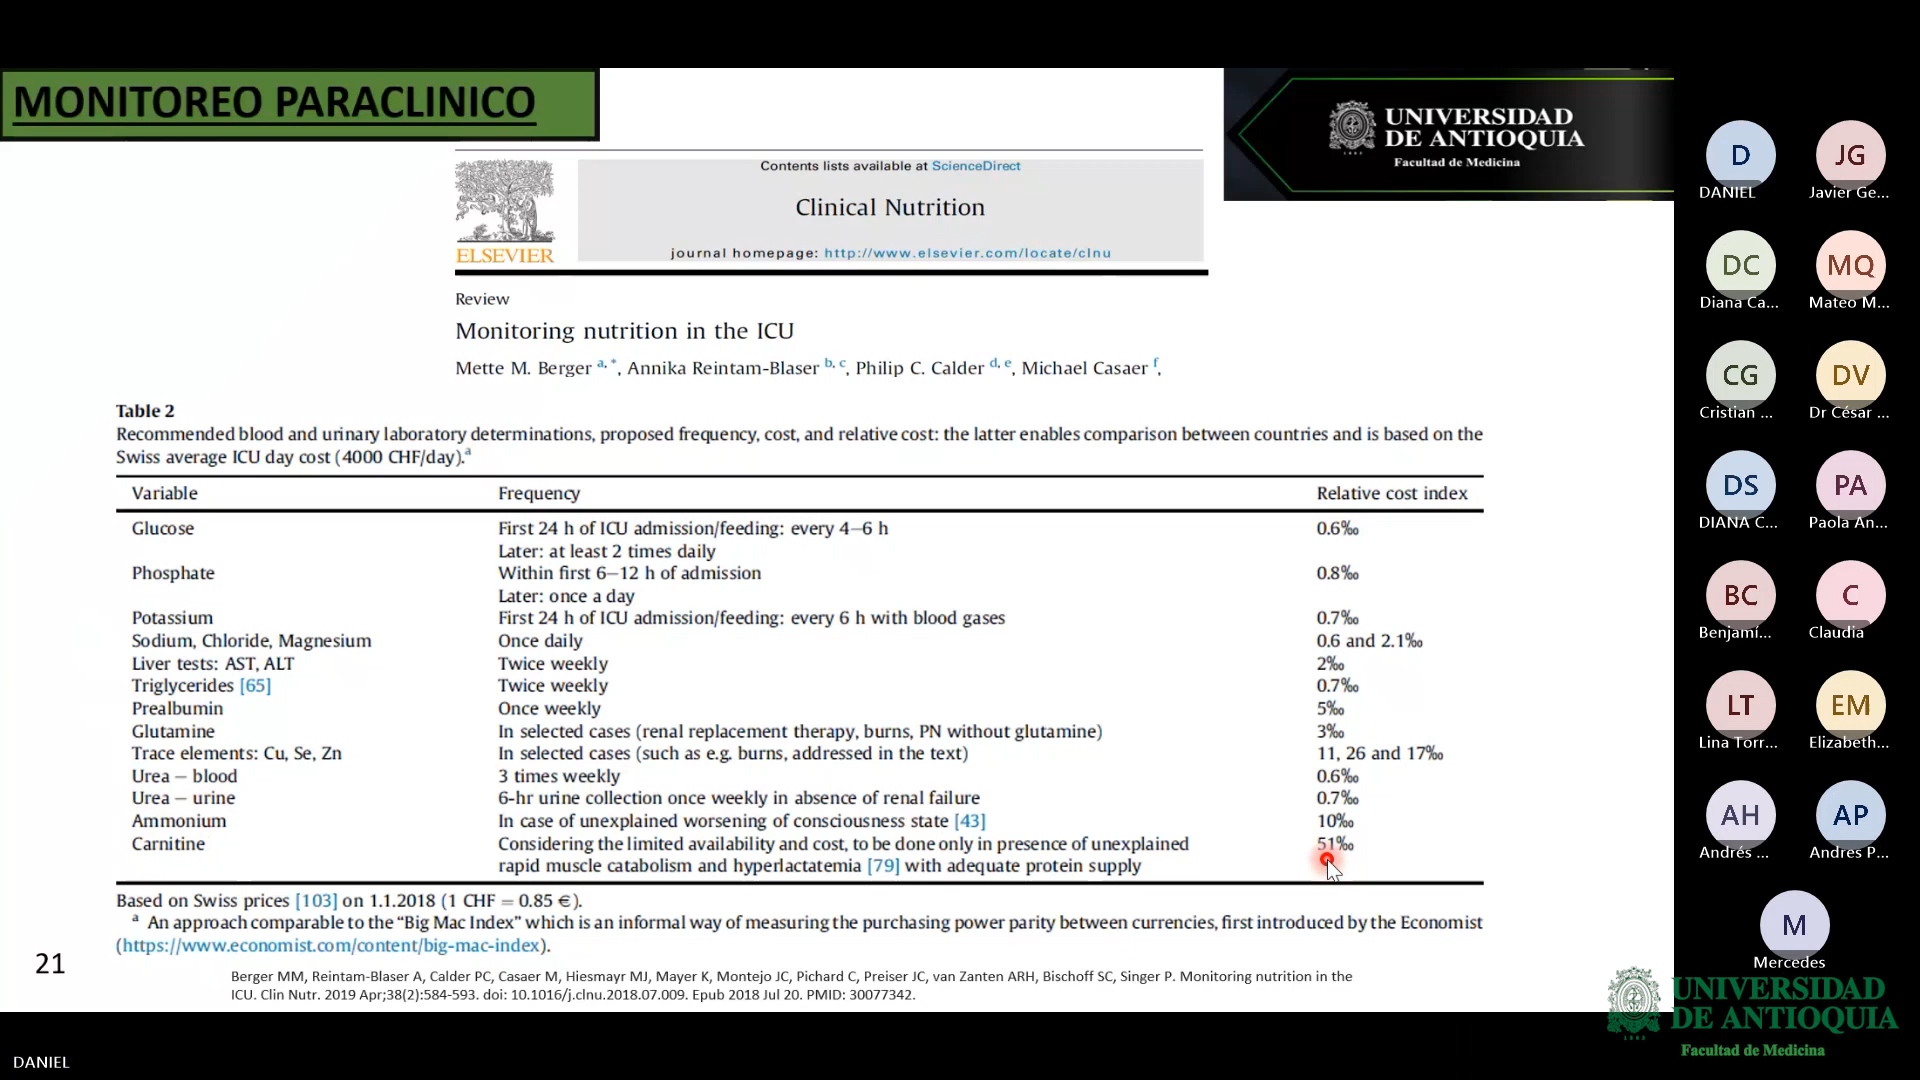 MONITOREO PARACLINICO
UNIVERSIDAD
DE ANTIOQUIA
Facultad de Medicina
1803
Contents lists available at ScienceDirect
Clinical Nutrition
journal homepage: http://www.elsevier.com/locate/clnu
ELSEVIER
Review
Monitoring nutrition in the ICU
Mette M. Berger a, *, Annika Reintam-Blaser b, c, Philip C. Calder d, e, Michael Casaer f,
Table 2
Recommended blood and urinary laboratory determinations, proposed frequency, cost, and relative cost: the latter enables comparison between countries and is based on the
Swiss average ICU day cost (4000 CHF/day).a
Variable Frequency Relative cost index
Glucose First 24 h of ICU admission/feeding: every 4–6 h 0.6‰
Later: at least 2 times daily
Phosphate Within first 6–12 h of admission 0.8‰
Later: once a day
Potassium First 24 h of ICU admission/feeding: every 6 h with blood gases 0.7‰
Sodium, Chloride, Magnesium Once daily 0.6 and 2.1‰
Liver tests: AST, ALT Twice weekly 2‰
Triglycerides [65] Twice weekly 0.7‰
Prealbumin Once weekly 5‰
Glutamine In selected cases (renal replacement therapy, burns, PN without glutamine) 3‰
Trace elements: Cu, Se, Zn In selected cases (such as e.g. burns, addressed in the text) 11, 26 and 17‰
Urea – blood 3 times weekly 0.6‰
Urea – urine 6-hr urine collection once weekly in absence of renal failure 0.7‰
Ammonium In case of unexplained worsening of consciousness state [43] 10‰
Carnitine Considering the limited availability and cost, to be done only in presence of unexplained 51‰
rapid muscle catabolism and hyperlactatemia [79] with adequate protein supply
Based on Swiss prices [103] on 1.1.2018 (1 CHF = 0.85 €).
a An approach comparable to the “Big Mac Index” which is an informal way of measuring the purchasing power parity between currencies, first introduced by the Economist
(https://www.economist.com/content/big-mac-index).
21
Berger MM, Reintam-Blaser A, Calder PC, Casaer M, Hiesmayr MJ, Mayer K, Montejo JC, Pichard C, Preiser JC, van Zanten ARH, Bischoff SC, Singer P. Monitoring nutrition in the
ICU. Clin Nutr. 2019 Apr;38(2):584-593. doi: 10.1016/j.clnu.2018.07.009. Epub 2018 Jul 20. PMID: 30077342.
D JG
DANIEL Javier Ge...
DC MQ
Diana Ca... Mateo M...
CG DV
Cristian ... Dr César ...
DS PA
DIANA C... Paola An...
BC C
Benjamí... Claudia
LT EM
Lina Torr... Elizabeth...
AH AP
Andrés ... Andres P...
M
Mercedes
UNIVERSIDAD
DE ANTIOQUIA
1803
Facultad de Medicina
DANIEL